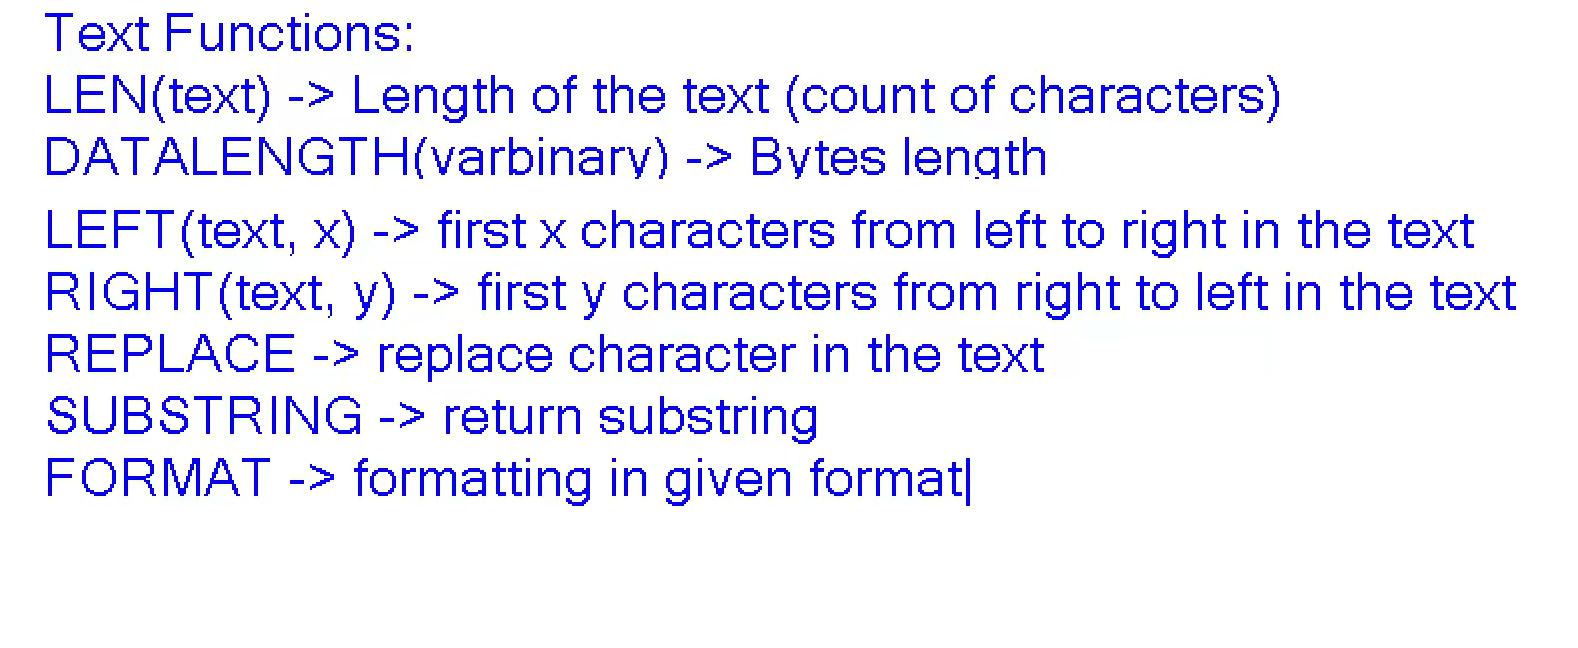 Text Functions:
LEN(text) -> Length of the text (count of characters)
DATALENGTH(varbinary) -> Bytes length
LEFT(text, x) -> first x characters from left to right in the text
RIGHT(text, y) -> first y characters from right to left in the text
REPLACE -> replace character in the text
SUBSTRING -> return substring
FORMAT -> formatting in given format